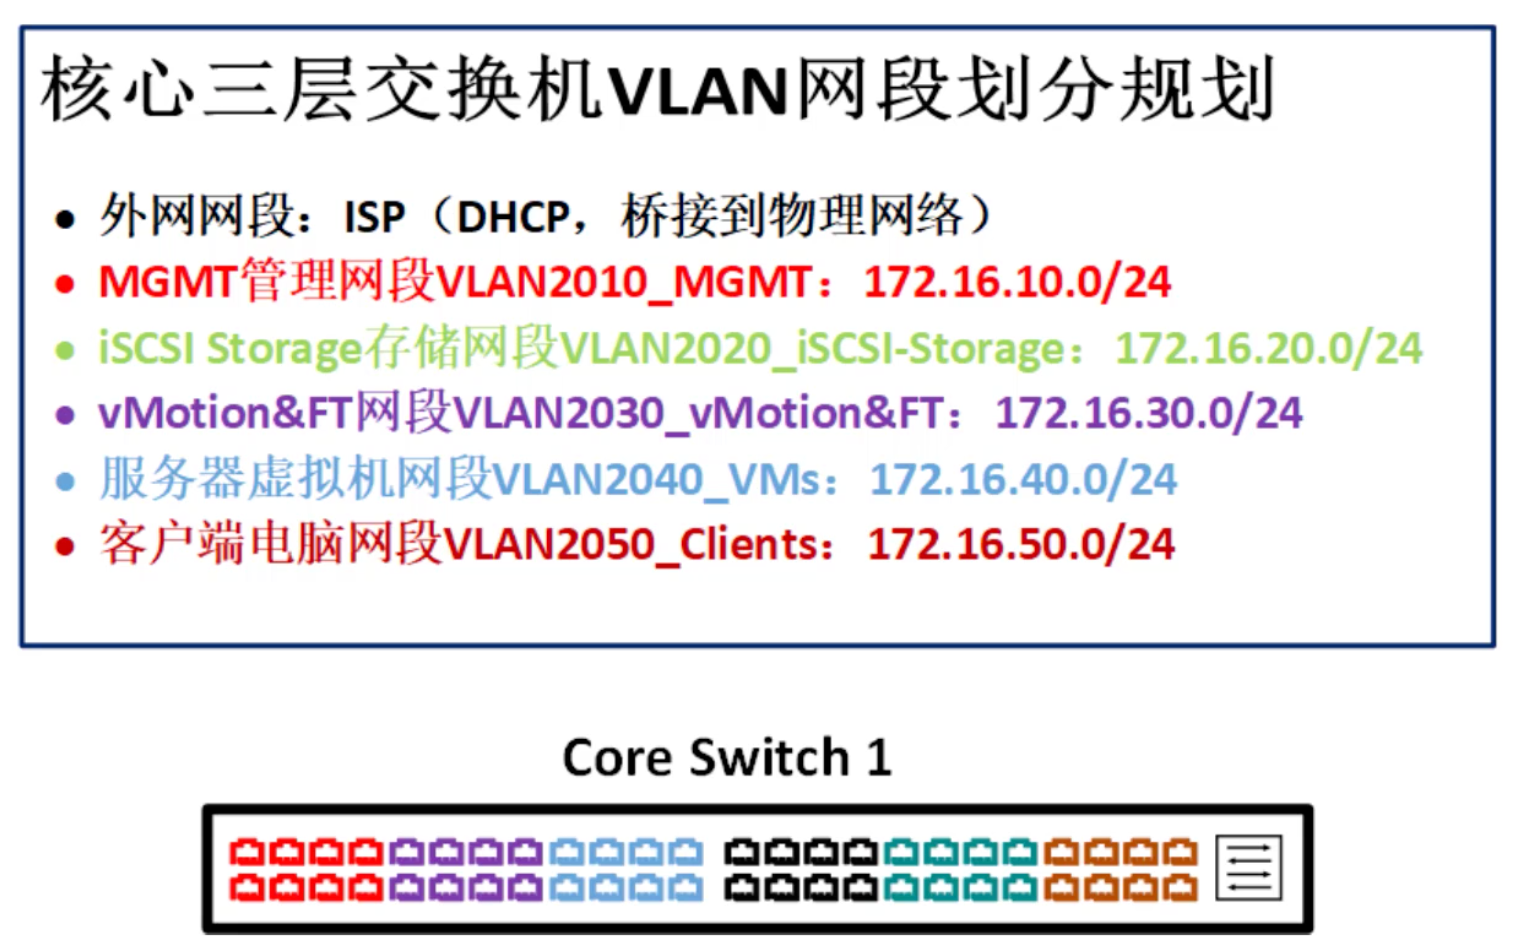 核心三层交换机VLAN网段划分规划
• 外网网段：ISP（DHCP，桥接到物理网络）
• MGMT管理网段VLAN2010_MGMT：172.16.10.0/24
• iSCSI Storage存储网段VLAN2020_iSCSI-Storage：172.16.20.0/24
• vMotion&FT网段VLAN2030_vMotion&FT：172.16.30.0/24
• 服务器虚拟机网段VLAN2040_VMs：172.16.40.0/24
• 客户端电脑网段VLAN2050_Clients：172.16.50.0/24
Core Switch 1